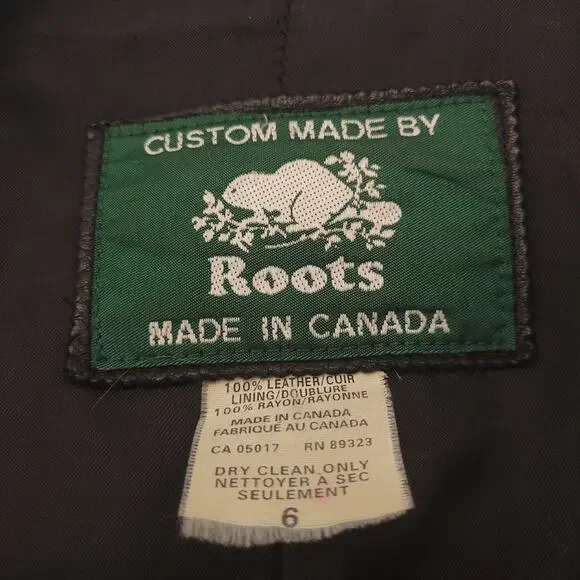 CUSTOM MADE BY
Roots
MADE IN CANADA
100% LEATHER/CUIR
LINING/DOUBLURE
100% RAYON/RAYONNE
MADE IN CANADA
FABRIQUE AU CANADA
CA 05017 RN 89323
DRY CLEAN ONLY
NETTOYER A SEC
SEULEMENT
6